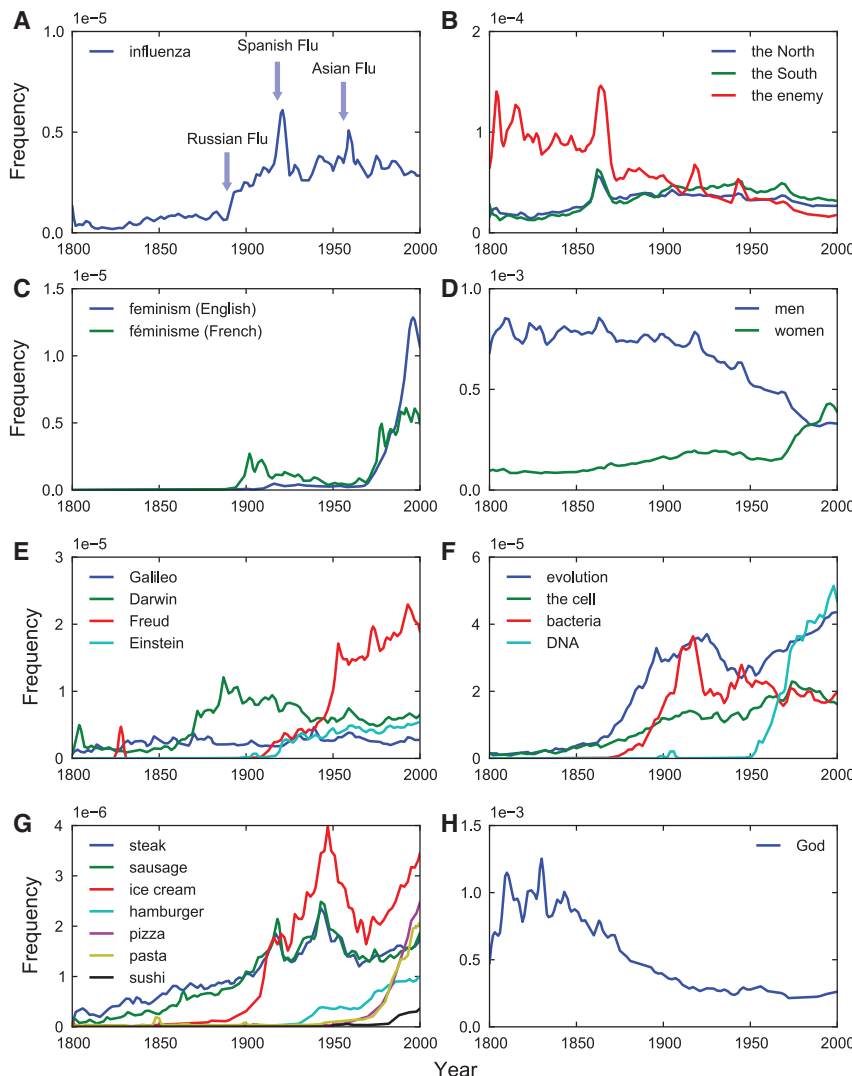 A
1e−5
1.0
0.5
0.0
Frequency
influenza
Spanish Flu
Asian Flu
Russian Flu
1800
1850
1900
1950
2000
B
1e−4
2
1
0
the North
the South
the enemy
1800
1850
1900
1950
2000
C
1e−5
1.5
1.0
0.5
0.0
Frequency
feminism (English)
féminisme (French)
1800
1850
1900
1950
2000
D
1e−3
1.0
0.5
0.0
men
women
1800
1850
1900
1950
2000
E
1e−5
3
2
1
0
Frequency
Galileo
Darwin
Freud
Einstein
1800
1850
1900
1950
2000
F
1e−5
6
4
2
0
evolution
the cell
bacteria
DNA
1800
1850
1900
1950
2000
G
1e−6
4
3
2
1
0
Frequency
steak
sausage
ice cream
hamburger
pizza
pasta
sushi
1800
1850
1900
1950
2000
H
1e−3
1.5
1.0
0.5
0.0
God
1800
1850
1900
1950
2000
Year